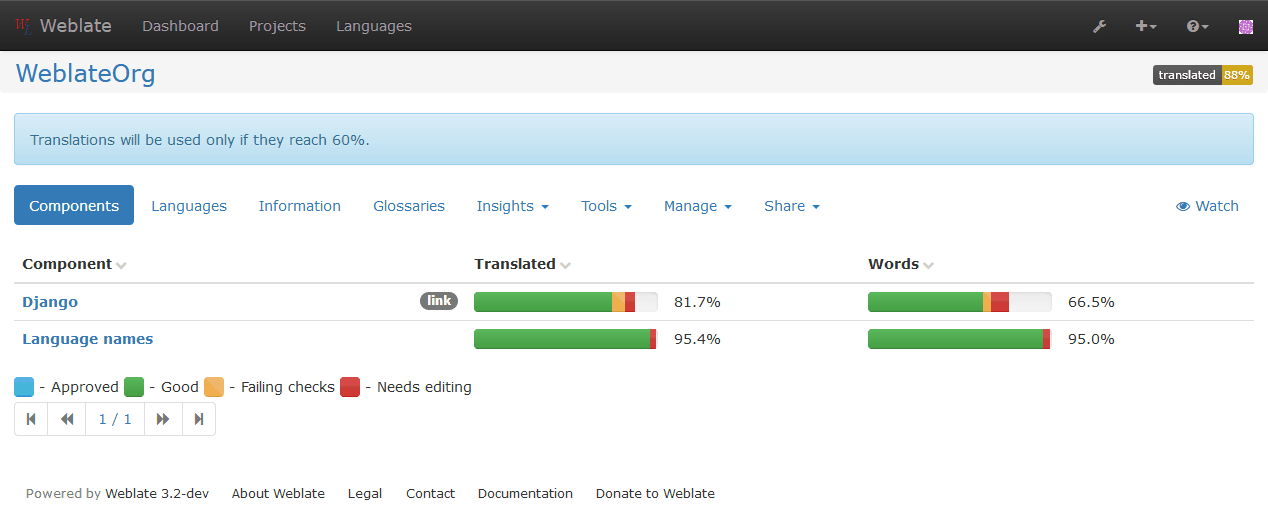 Weblate Dashboard Projects Languages
WeblateOrg translated 88%
Translations will be used only if they reach 60%.
Components Languages Information Glossaries Insights Tools Manage Share Watch
Component Translated Words
Django link 81.7% 66.5%
Language names 95.4% 95.0%
- Approved - Good - Failing checks - Needs editing
1 / 1
Powered by Weblate 3.2-dev About Weblate Legal Contact Documentation Donate to Weblate